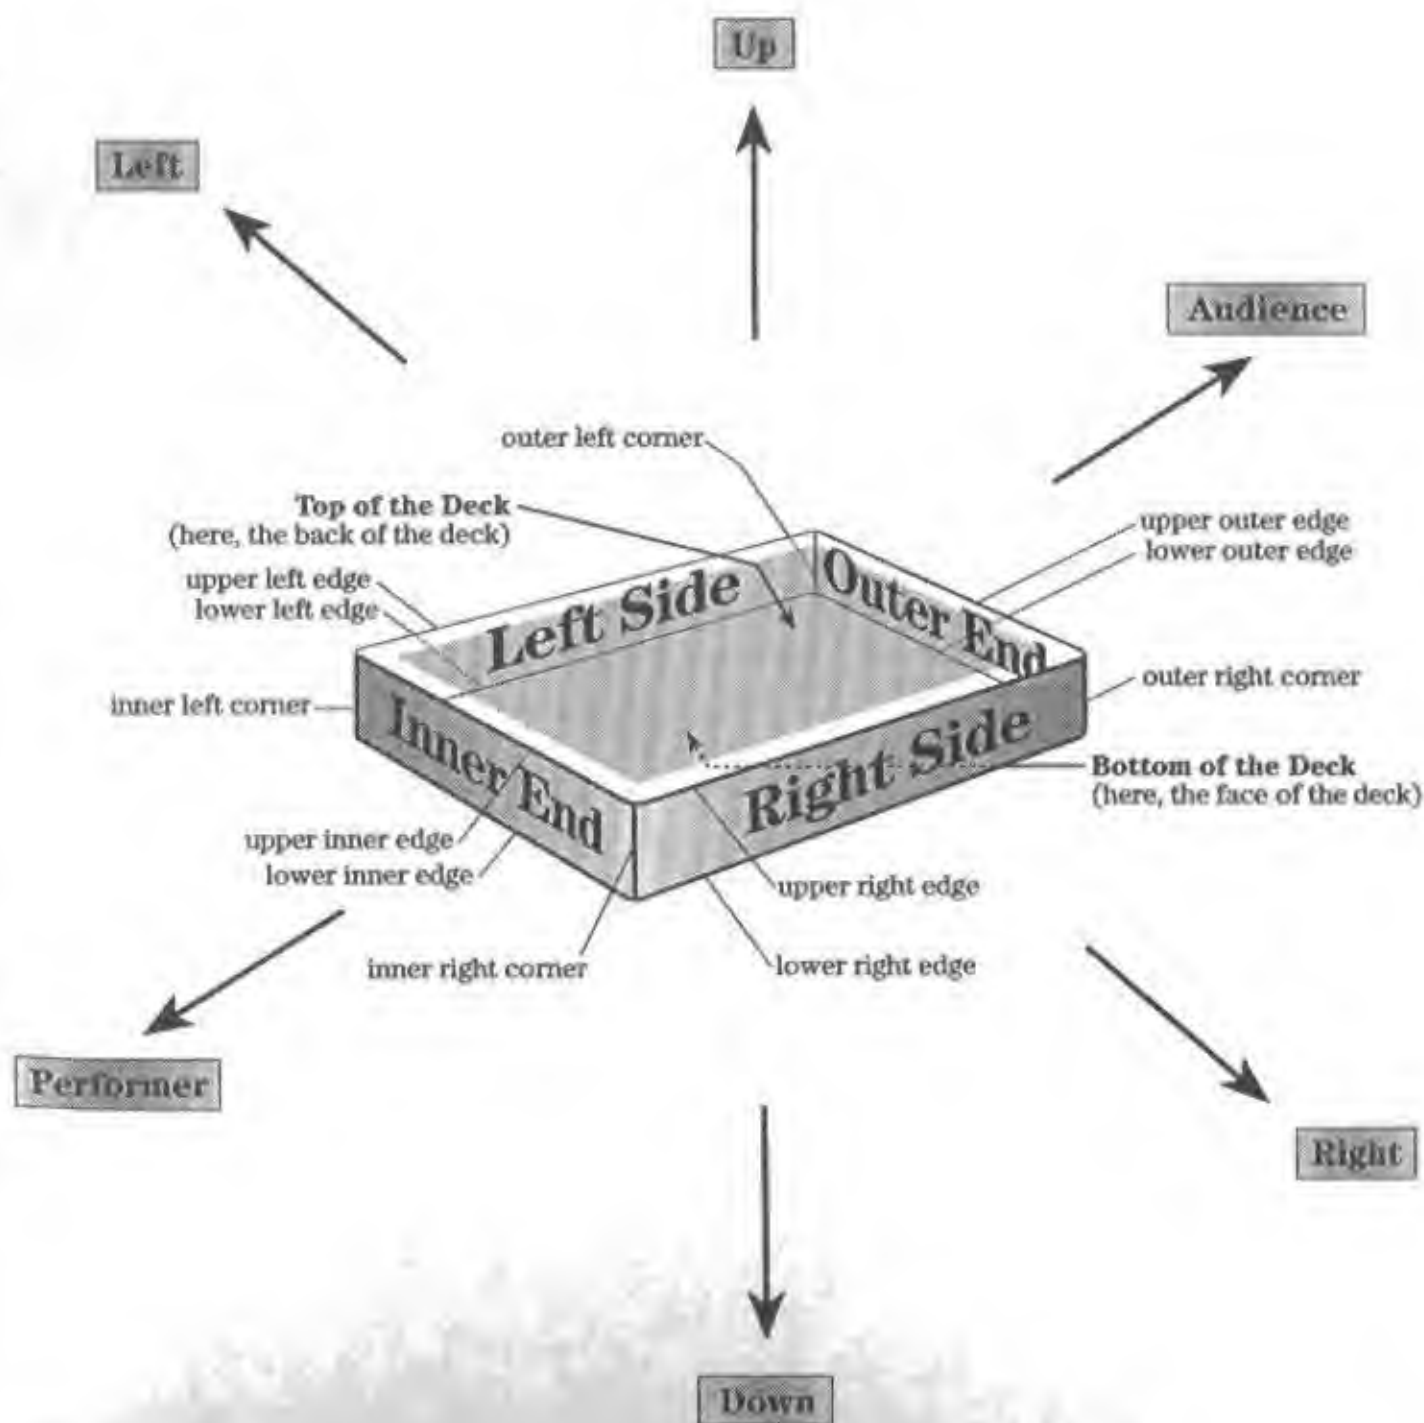 Up
Left
Audience
outer left corner
Top of the Deck
(here, the back of the deck)
upper outer edge
lower outer edge
upper left edge
lower left edge
Left Side
Outer End
inner left corner
outer right corner
Inner End
Right Side
Bottom of the Deck
(here, the face of the deck)
upper inner edge
lower inner edge
upper right edge
inner right corner
lower right edge
Performer
Right
Down